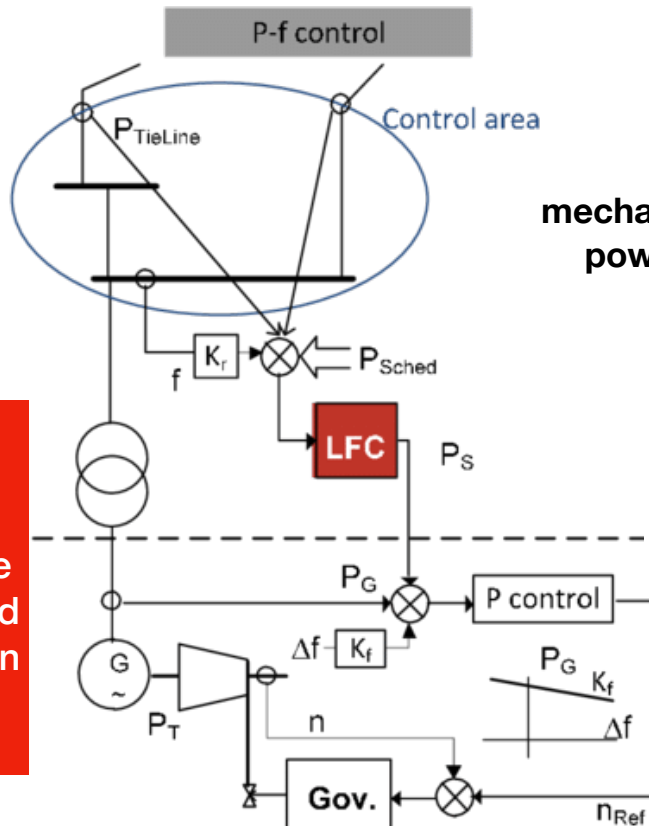 P-f control
P_TieLine
Control area
mecha
pow
K_r
f
P_Sched
LFC
P_S
e
d
n
P_G
P control
Δf
K_f
G
~
P_G
K_f
P_T
n
Δf
Gov.
n_Ref